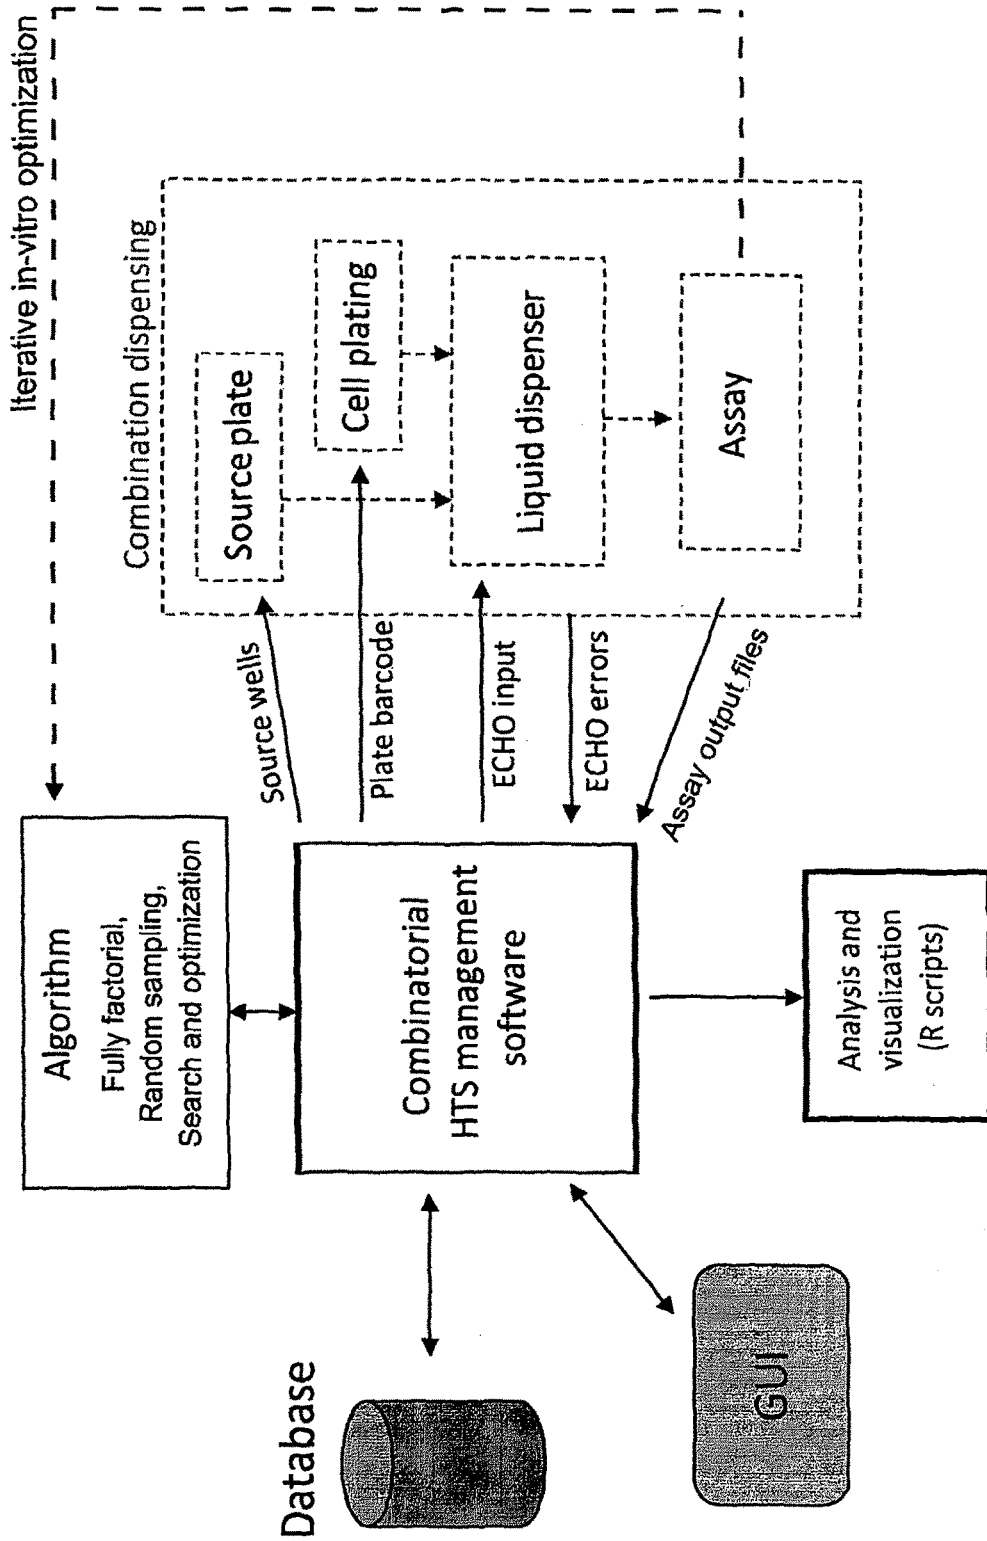 Iterative in-vitro optimization
Algorithm
Fully factorial,
Random sampling,
Search and optimization
Combination dispensing
Source plate
Cell plating
Liquid dispenser
Assay
Source wells
Plate barcode
ECHO input
ECHO errors
Assay output files
Combinatorial
HTS management
software
Database
GUI
Analysis and
visualization
(R scripts)